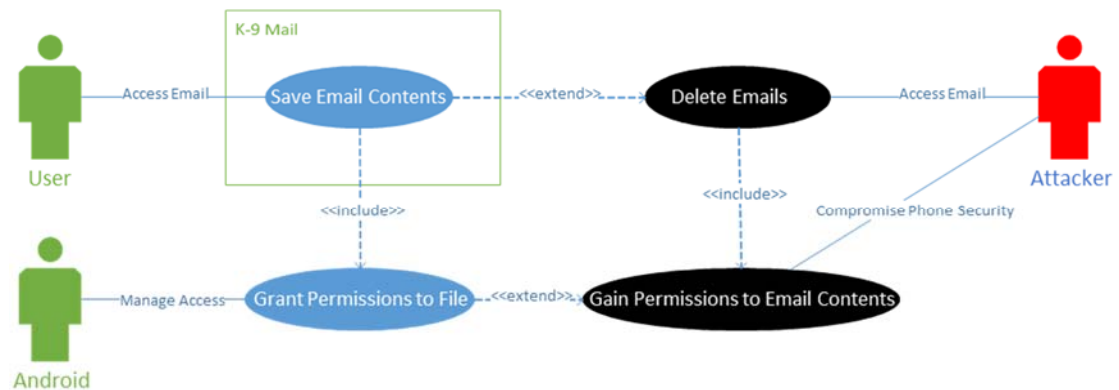 K-9 Mail
Access Email
Save Email Contents
<<extend>>
Delete Emails
Access Email
User
Attacker
<<include>>
<<include>>
Compromise Phone Security
Manage Access
Grant Permissions to File
<<extend>>
Gain Permissions to Email Contents
Android